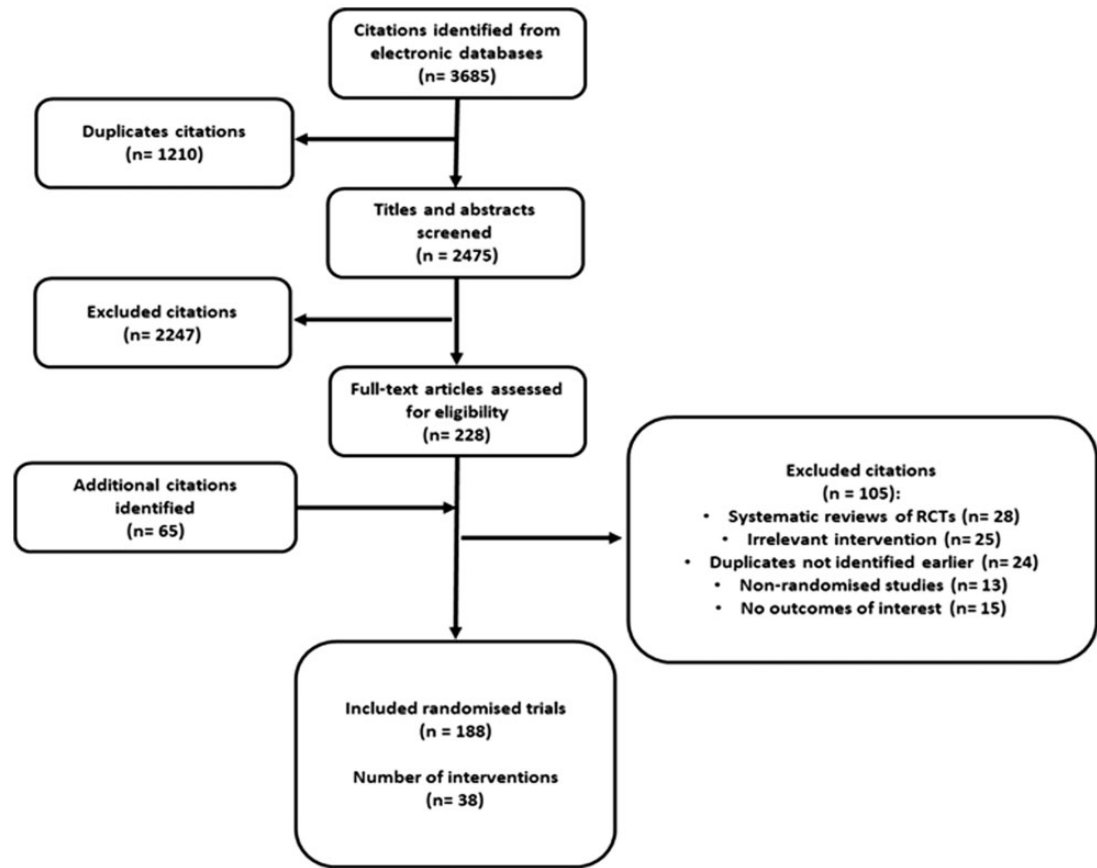 Citations identified from
electronic databases
(n= 3685)
Duplicates citations
(n= 1210)
Titles and abstracts
screened
(n = 2475)
Excluded citations
(n= 2247)
Full-text articles assessed
for eligibility
(n = 228)
Additional citations
identified
(n = 65)
Excluded citations
(n = 105):
• Systematic reviews of RCTs (n= 28)
• Irrelevant intervention (n= 25)
• Duplicates not identified earlier (n= 24)
• Non-randomised studies (n= 13)
• No outcomes of interest (n= 15)
Included randomised trials
(n = 188)
Number of interventions
(n= 38)